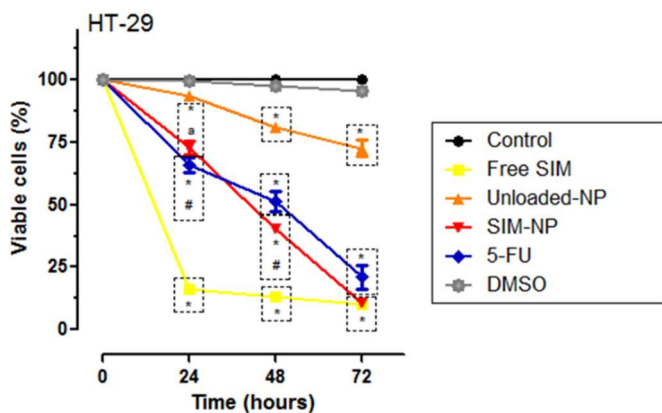 HT-29
Viable cells (%)
100
75
50
25
0
* a
*
*
* #
*
*
* #
*
*
*
*
0 24 48 72
Time (hours)
Control
Free SIM
Unloaded-NP
SIM-NP
5-FU
DMSO